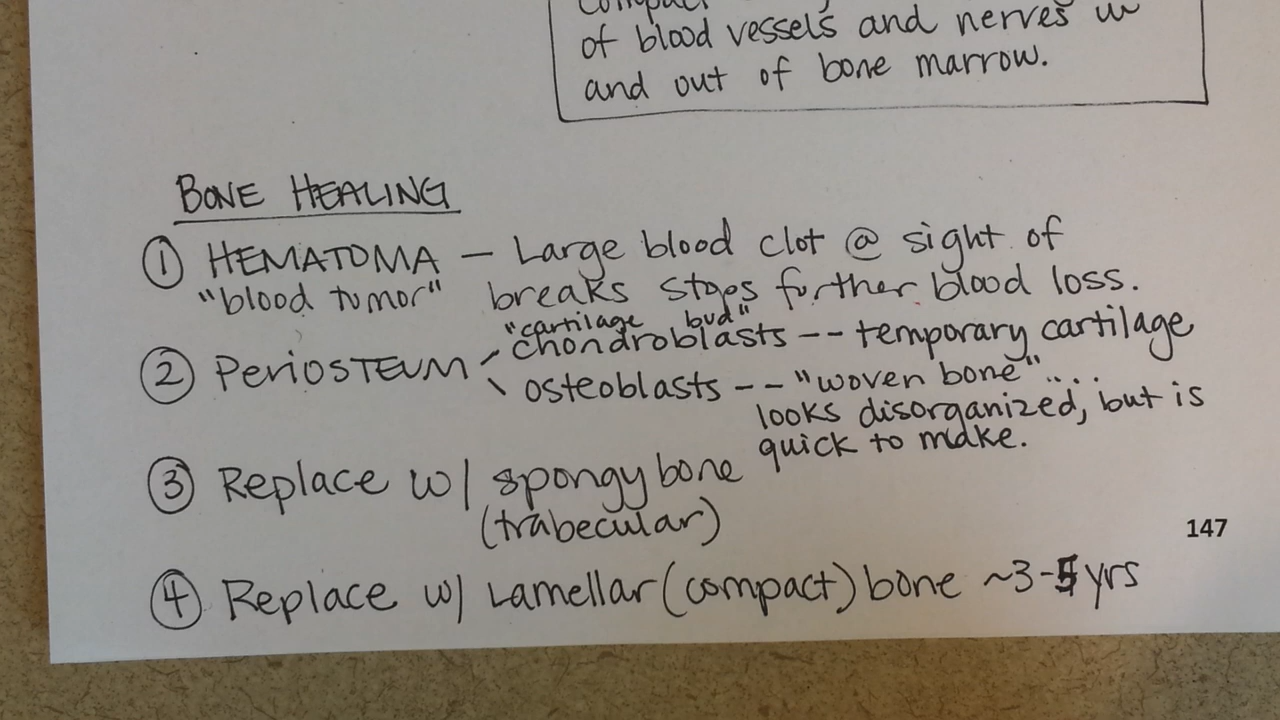 compact
of blood vessels and nerves in
and out of bone marrow.
BONE HEALING
① HEMATOMA — Large blood clot @ sight of
"blood tumor" breaks stops further blood loss.
"cartilage bud"
② PERIOSTEUM chondroblasts -- temporary cartilage
osteoblasts -- "woven bone"...
looks disorganized, but is
quick to make.
③ Replace w/ spongy bone
(trabecular)
147
④ Replace w/ Lamellar (compact) bone ~3-5 yrs